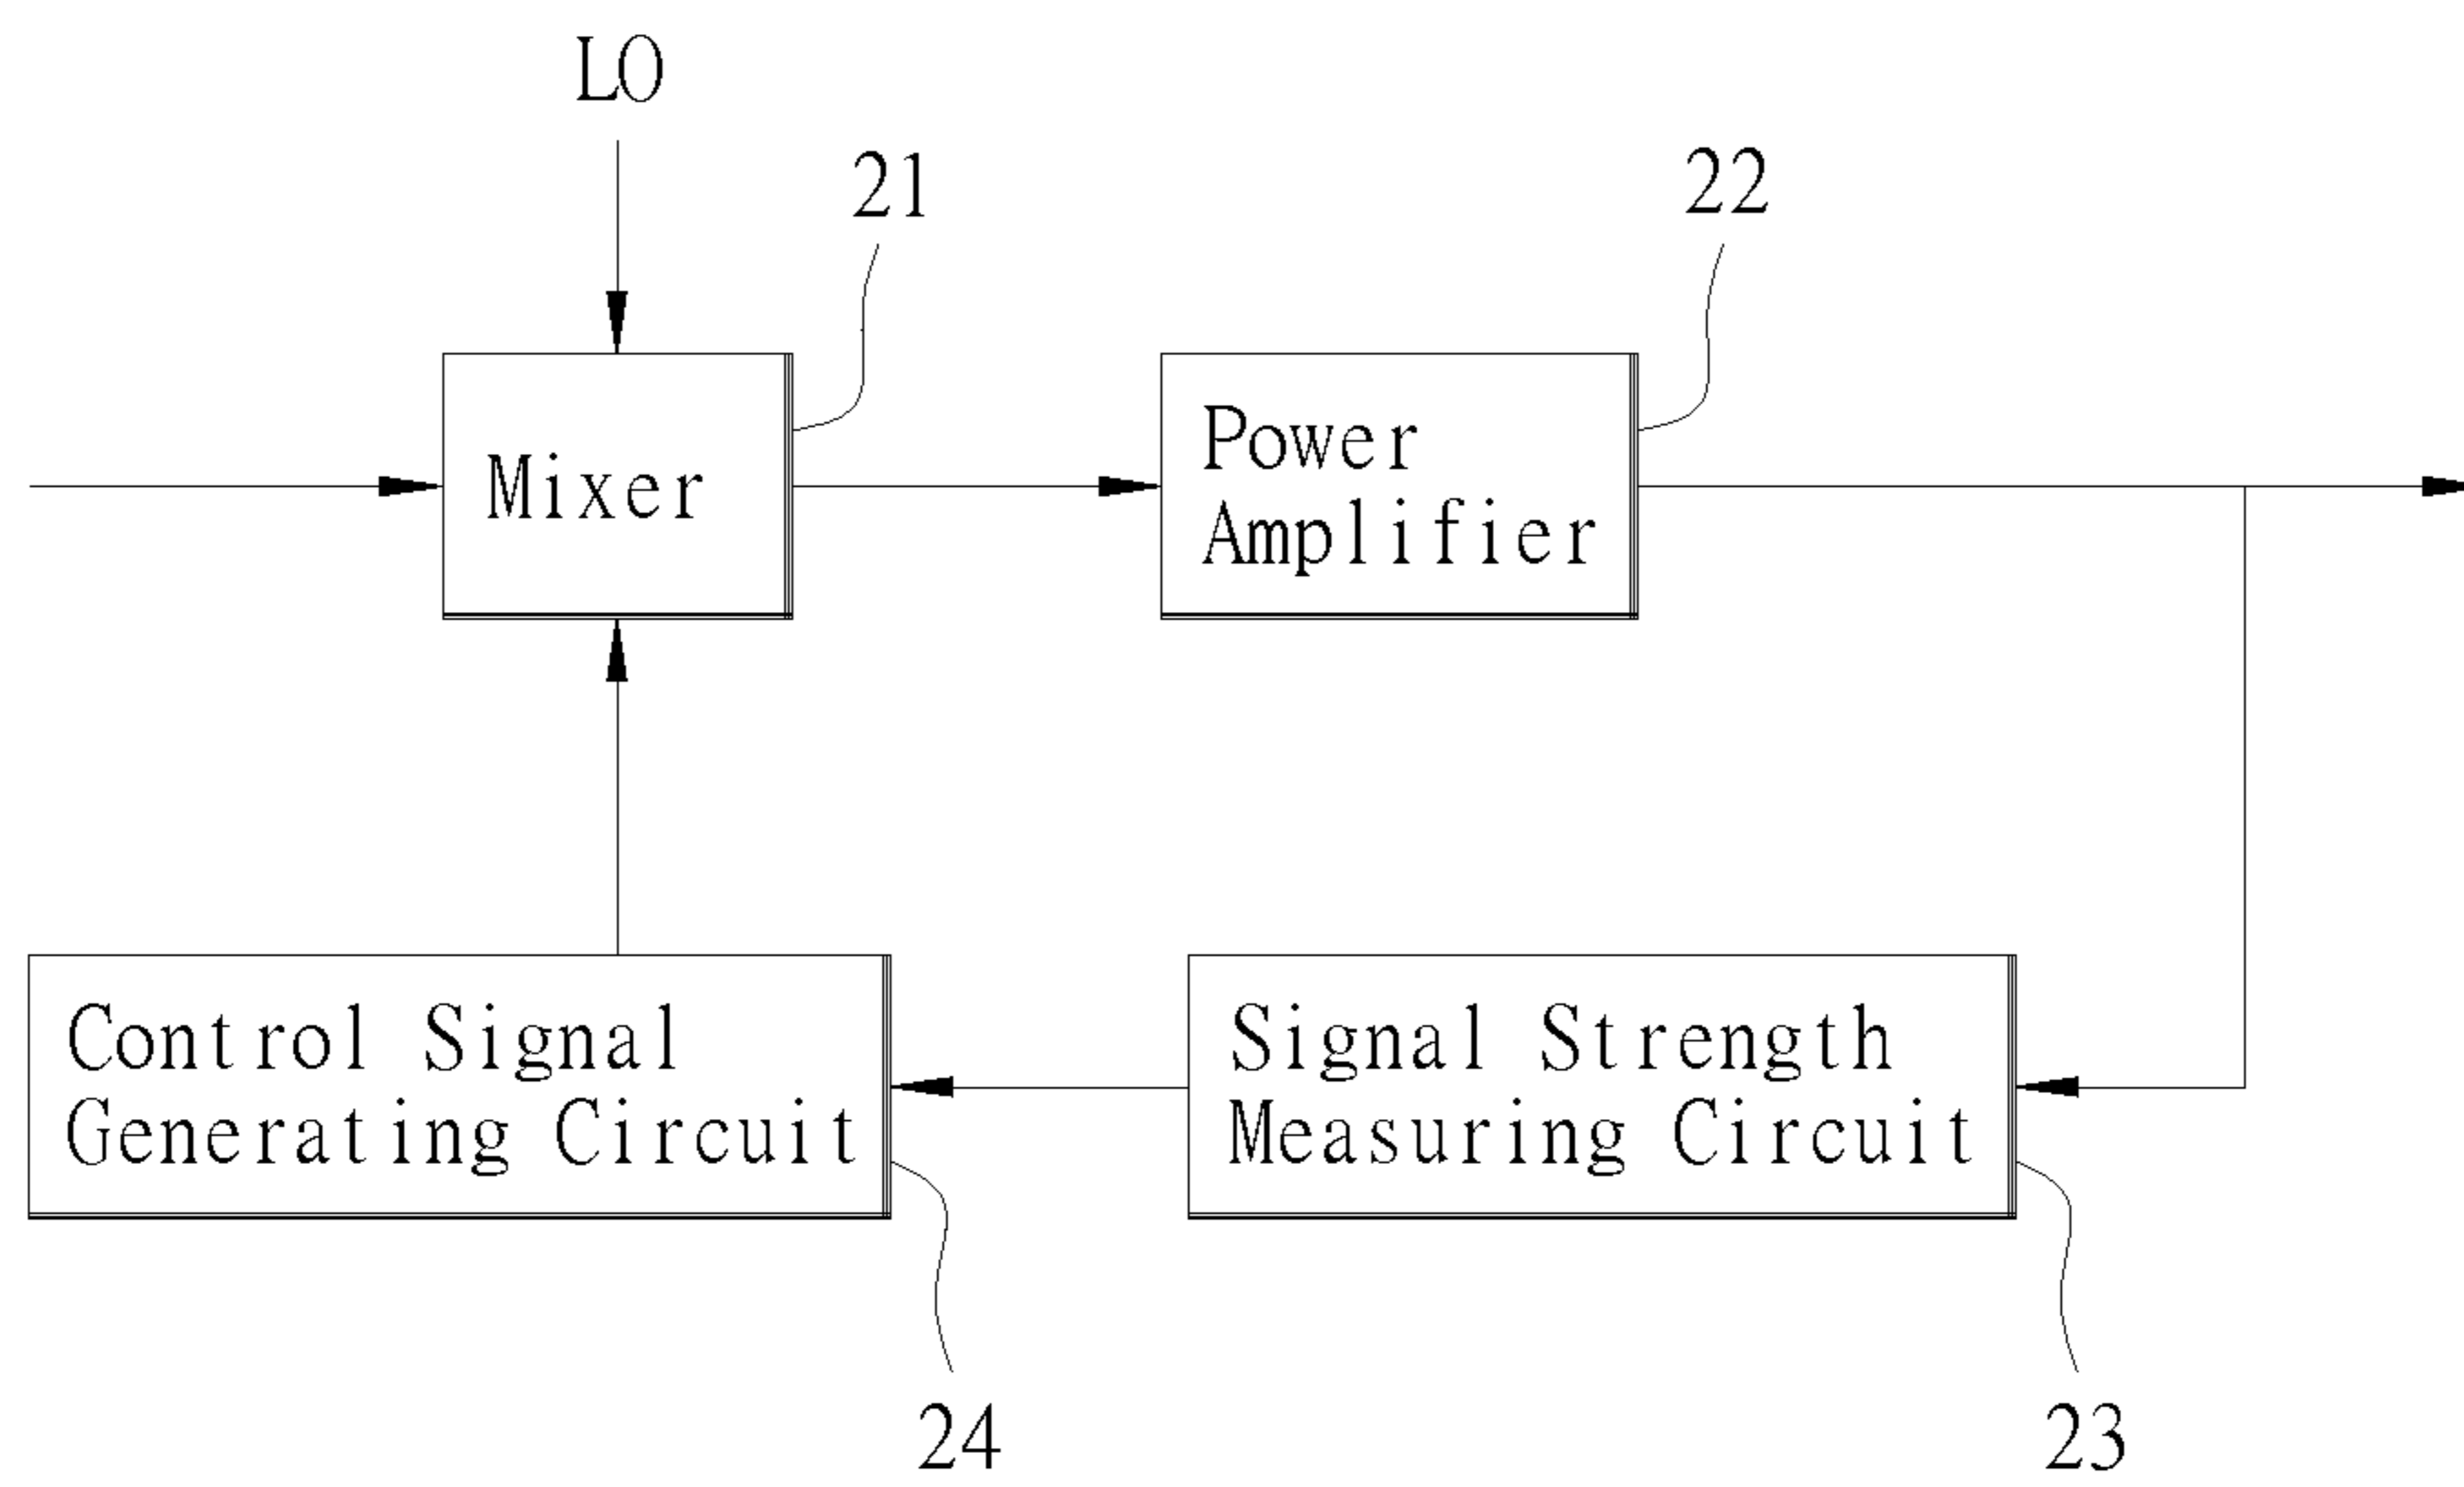 LO
21
22
Mixer
Power
Amplifier
Control Signal
Generating Circuit
Signal Strength
Measuring Circuit
24
23